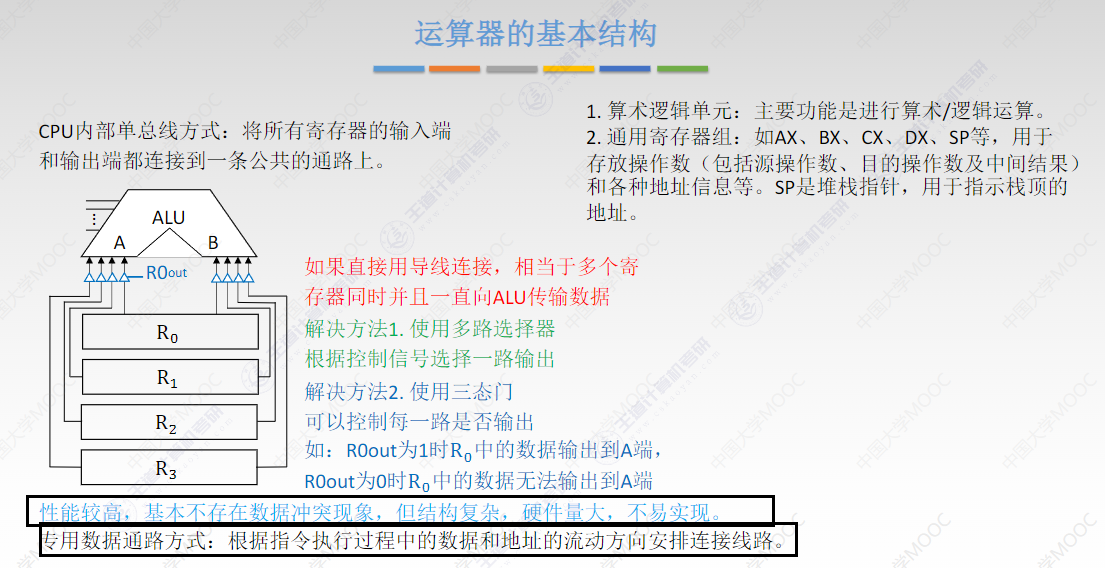 运算器的基本结构
CPU内部单总线方式：将所有寄存器的输入端
和输出端都连接到一条公共的通路上。
1. 算术逻辑单元：主要功能是进行算术/逻辑运算。
2. 通用寄存器组：如AX、BX、CX、DX、SP等，用于
存放操作数（包括源操作数、目的操作数及中间结果）
和各种地址信息等。SP是堆栈指针，用于指示栈顶的
地址。
ALU
A
B
R0out
R0
R1
R2
R3
如果直接用导线连接，相当于多个寄
存器同时并且一直向ALU传输数据
解决方法1. 使用多路选择器
根据控制信号选择一路输出
解决方法2. 使用三态门
可以控制每一路是否输出
如：R0out为1时R0中的数据输出到A端，
R0out为0时R0中的数据无法输出到A端
性能较高，基本不存在数据冲突现象，但结构复杂，硬件量大，不易实现。
专用数据通路方式：根据指令执行过程中的数据和地址的流动方向安排连接线路。